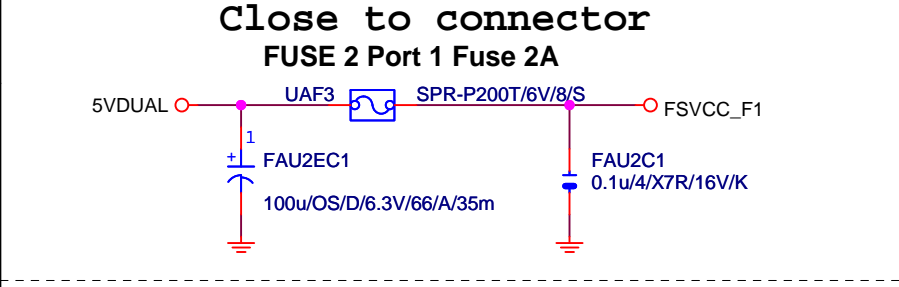 Close to connector
FUSE 2 Port 1 Fuse 2A
UAF3 SPR-P200T/6V/8/S
5VDUAL FSVCC_F1
1
+ FAU2EC1 FAU2C1
0.1u/4/X7R/16V/K
100u/OS/D/6.3V/66/A/35m